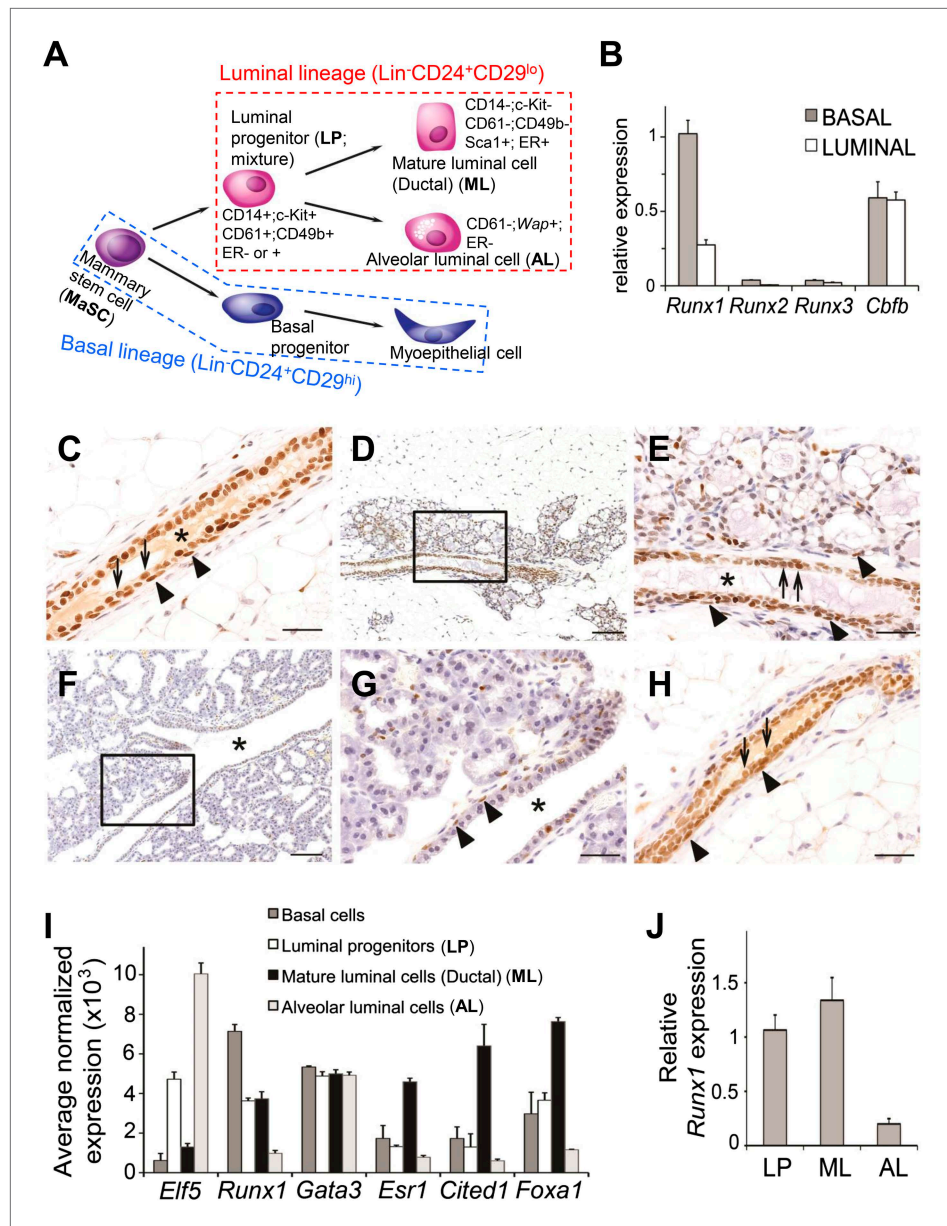 A
Luminal lineage (Lin-CD24+CD29lo)
Luminal
progenitor (LP;
mixture)
CD14+;c-Kit+
CD61+;CD49b+
ER- or +
CD14-;c-Kit-
CD61-;CD49b-
Sca1+; ER+
Mature luminal cell
(Ductal) (ML)
CD61-;Wap+;
ER-
Alveolar luminal cell (AL)
Mammary
stem cell
(MaSC)
Basal
progenitor
Myoepithelial cell
Basal lineage (Lin-CD24+CD29hi)
B
relative expression
1
0.5
0
BASAL
LUMINAL
Runx1 Runx2 Runx3 Cbfb
C
*
D
E
*
F
*
G
*
H
I
Average normalized
expression (x10³)
10
8
6
4
2
0
Basal cells
Luminal progenitors (LP)
Mature luminal cells (Ductal) (ML)
Alveolar luminal cells (AL)
Elf5 Runx1 Gata3 Esr1 Cited1 Foxa1
J
Relative
Runx1 expression
1.5
1
0.5
0
LP ML AL